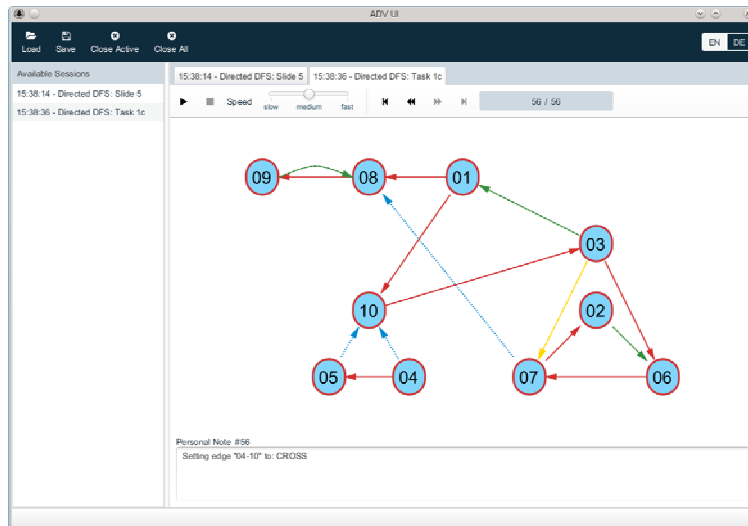 ADV UI
Load Save Close Active Close All EN DE
Available Sessions
15:38:14 - Directed DFS: Slide 5
15:38:36 - Directed DFS: Task 1c
15:38:14 - Directed DFS: Slide 5 15:38:36 - Directed DFS: Task 1c
Speed slow medium fast 56 / 56
09 08 01
03
10 02
05 04 07 06
Personal Note #56
Setting edge "04-10" to: CROSS